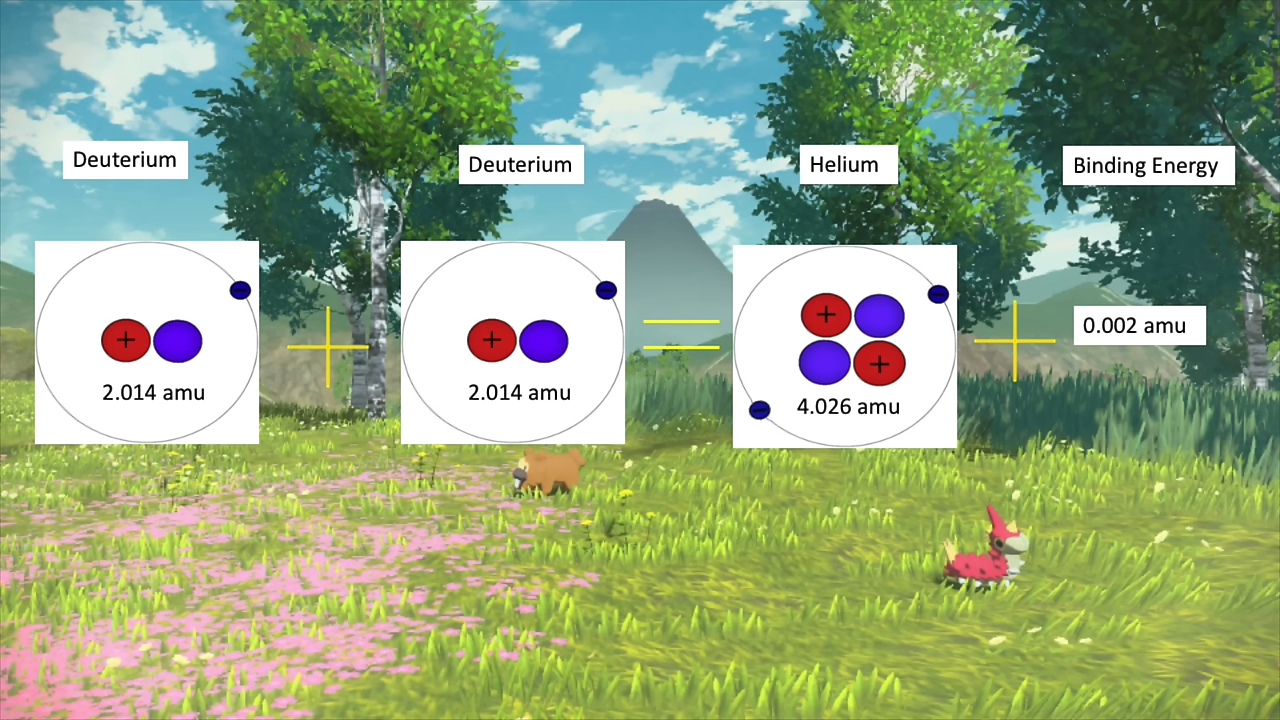 Deuterium
Deuterium
Helium
Binding Energy
+
2.014 amu
+
2.014 amu
+
+
4.026 amu
0.002 amu